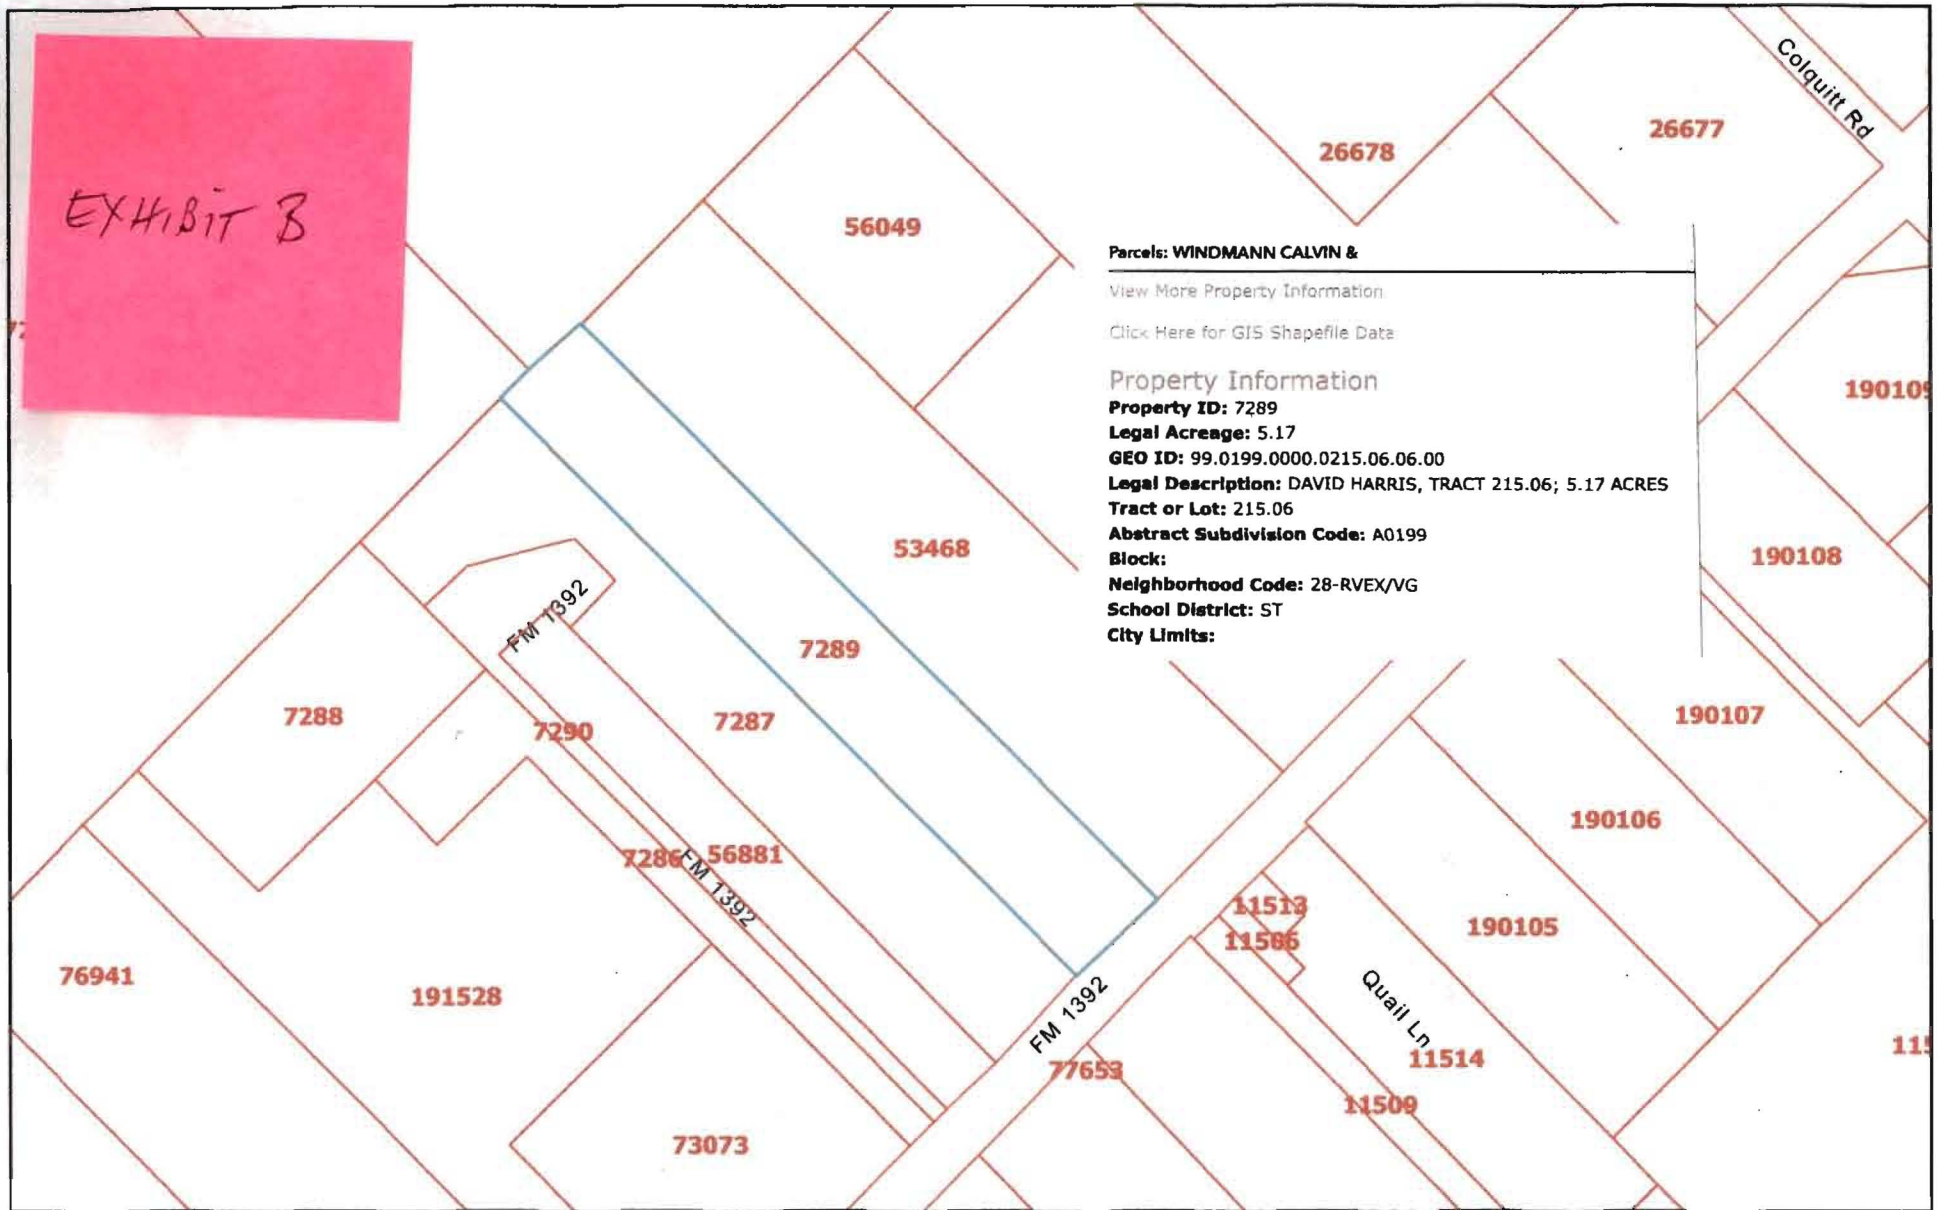 EXHIBIT B
Colquitt Rd
26677
26678
56049
Parcels: WINDMANN CALVIN &
View More Property Information
Click Here for GIS Shapefile Data
Property Information
Property ID: 7289
Legal Acreage: 5.17
GEO ID: 99.0199.0000.0215.06.06.00
Legal Description: DAVID HARRIS, TRACT 215.06; 5.17 ACRES
Tract or Lot: 215.06
Abstract Subdivision Code: A0199
Block:
Neighborhood Code: 28-RVEX/VG
School District: ST
City Limits:
190109
53468
190108
FM 1392
7289
7288
7287
7290
190107
190106
7286
56881
FM 1392
11513
190105
76941
191528
Quail Ln
FM 1392
11514
77653
11509
73073